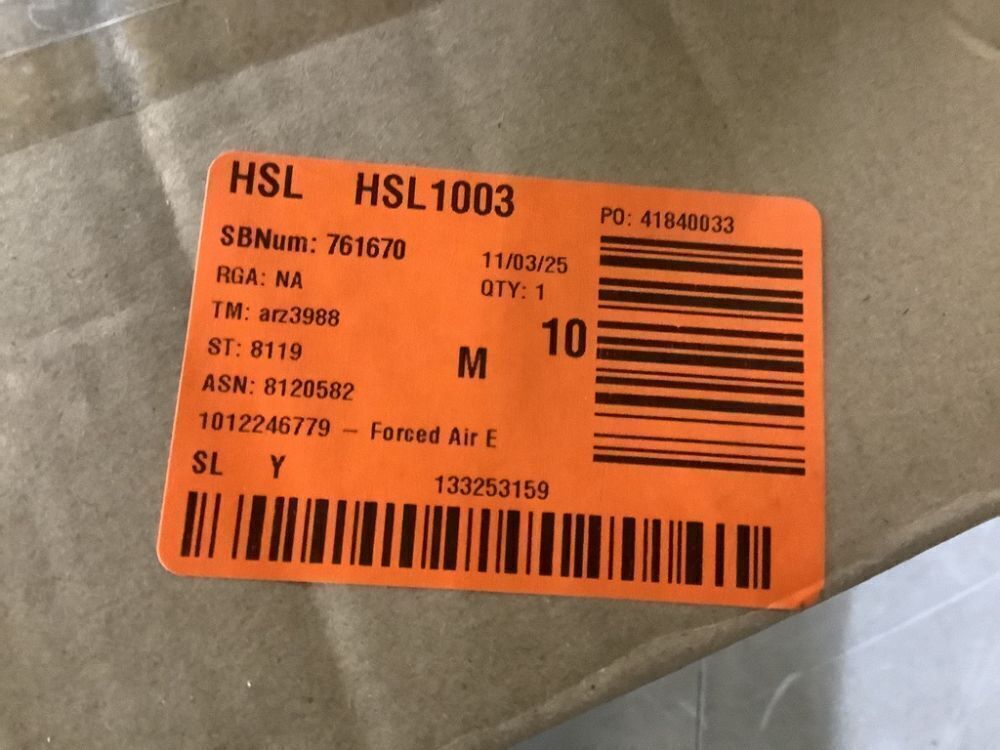 HSL HSL1003
PO: 41840033
SBNum: 761670
11/03/25
RGA: NA
QTY: 1
TM: arz3988
10
ST: 8119
M
ASN: 8120582
1012246779 – Forced Air E
SL Y
133253159